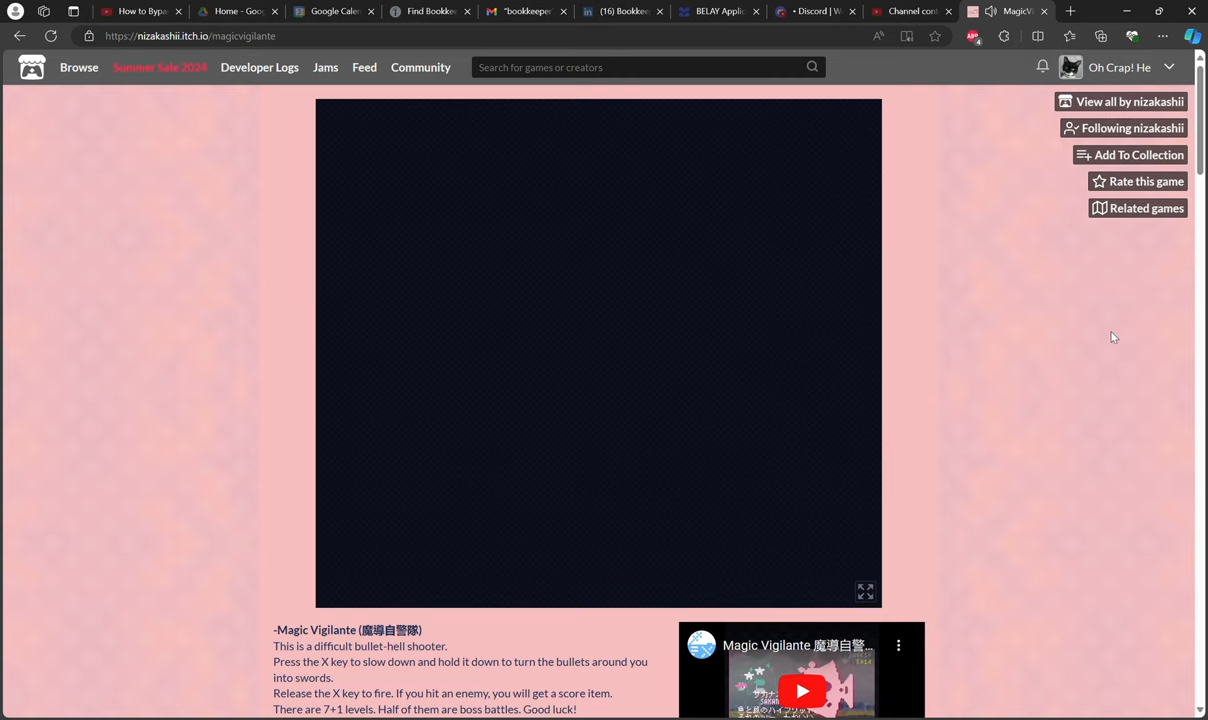 How to Bypa
Home - Goo
Google Calen
Find Bookkee
"bookkeeper"
(16) Bookkee
BELAY Applic
• Discord | W
Channel cont
MagicVi
https://nizakashii.itch.io/magicvigilante
Browse
Summer Sale 2024
Developer Logs
Jams
Feed
Community
Search for games or creators
Oh Crap! He
View all by nizakashii
Following nizakashii
Add To Collection
Rate this game
Related games
-Magic Vigilante (魔導自警隊)
This is a difficult bullet-hell shooter.
Press the X key to slow down and hold it down to turn the bullets around you
into swords.
Release the X key to fire. If you hit an enemy, you will get a score item.
There are 7+1 levels. Half of them are boss battles. Good luck!
Magic Vigilante 魔導自警...